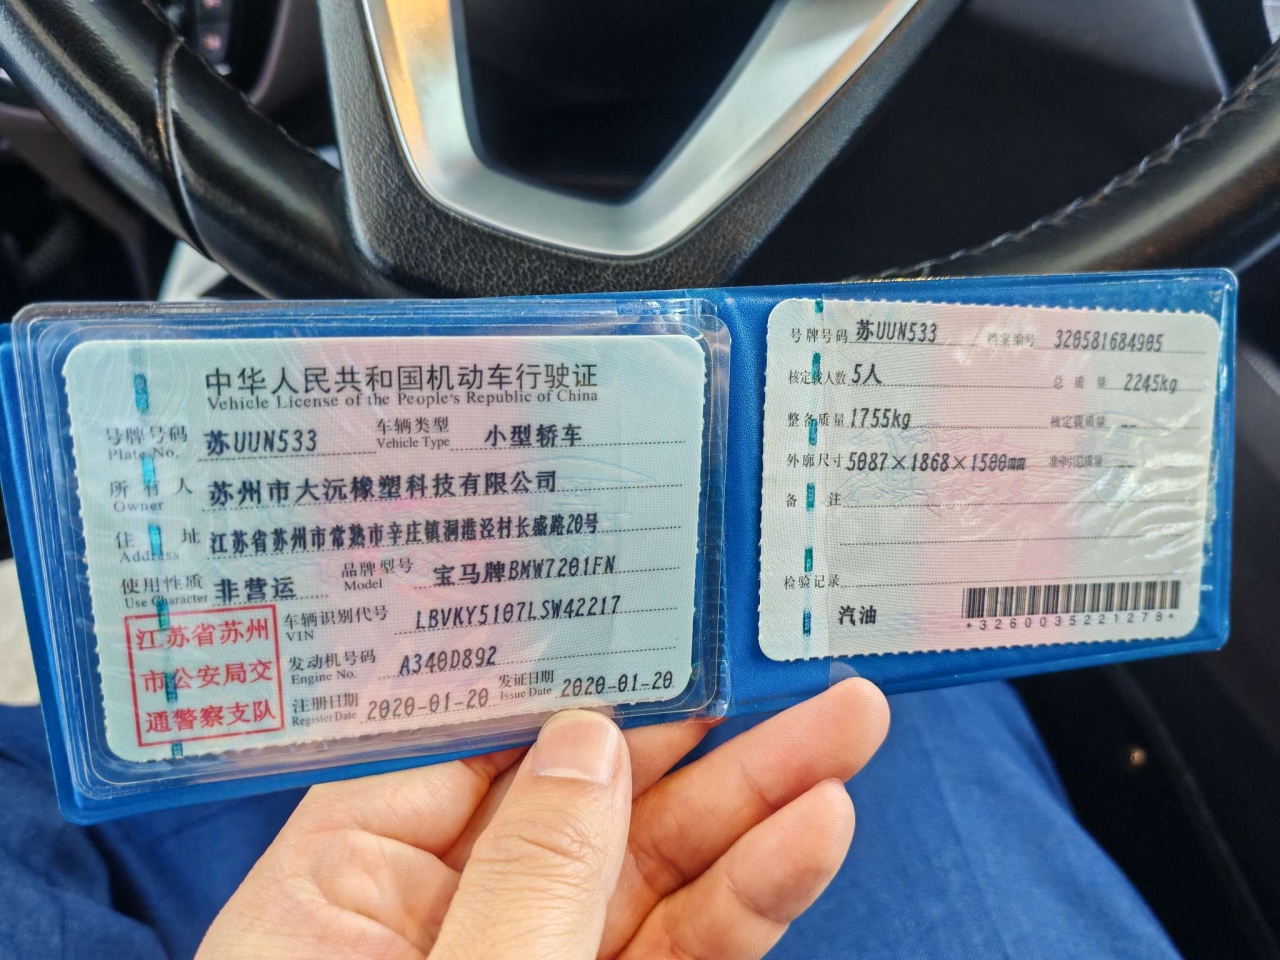 中华人民共和国机动车行驶证
Vehicle License of the People's Republic of China
号牌号码 苏UUN533 车辆类型 小型轿车
Plate No. Vehicle Type
所有人 苏州市大沅橡塑科技有限公司
Owner
住址 江苏省苏州市常熟市辛庄镇洞港泾村长盛路20号
Address
使用性质 非营运 品牌型号 宝马牌BMW7201FN
Use Character Model
江苏省苏州
市公安局交
通警察支队
车辆识别代号 LBVKY5107LSW42217
VIN
发动机号码 A340D892
Engine No.
注册日期 2020-01-20 发证日期 2020-01-20
Register Date Issue Date
号牌号码 苏UUN533 档案编号 320581684905
核定载人数 5人 总质量 2245kg
整备质量 1755kg 核定载质量 --
外廓尺寸 5087×1868×1500mm 准牵引总质量 --
备注
检验记录
汽油
*3260035221278*